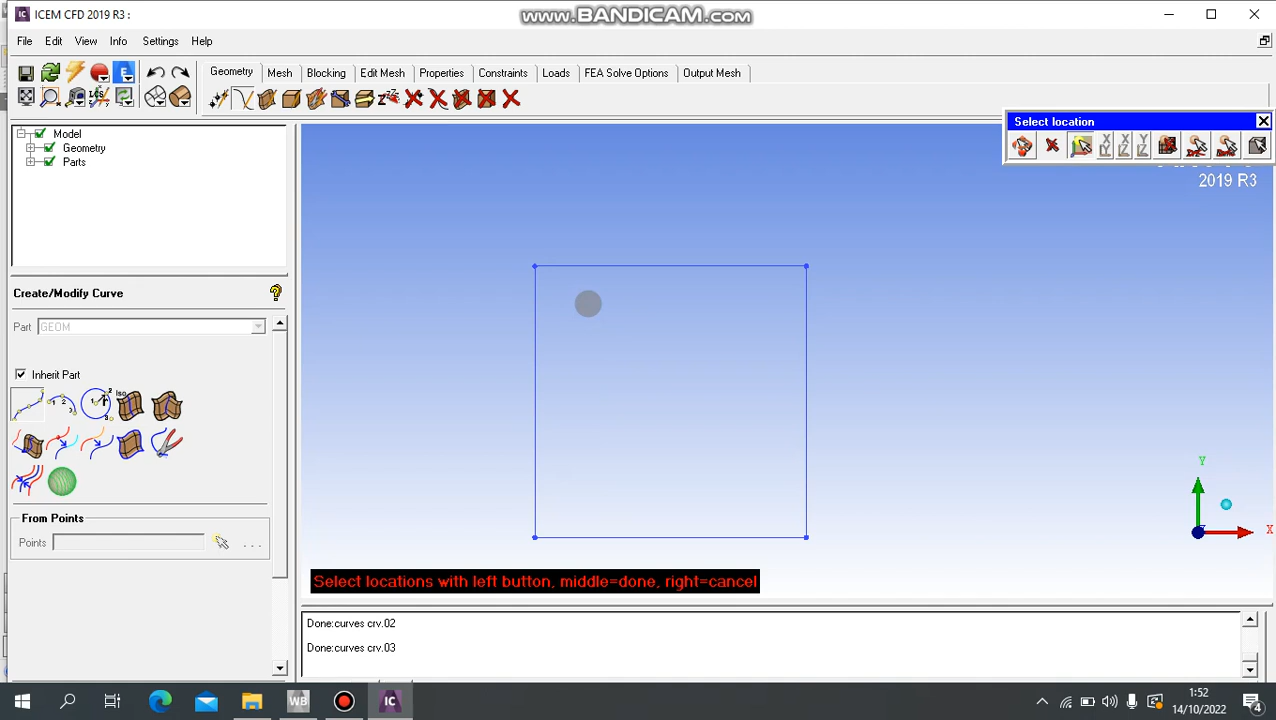 ICEM CFD 2019 R3 :
www.BANDICAM.com
File Edit View Info Settings Help
Geometry Mesh Blocking Edit Mesh Properties Constraints Loads FEA Solve Options Output Mesh
Select location
2019 R3
Model
Geometry
Parts
Create/Modify Curve
Part GEOM
Inherit Part
From Points
Points
...
Y
X
Select locations with left button, middle=done, right=cancel
Done:curves crv.02
Done:curves crv.03
WB
IC
1:52
14/10/2022
4